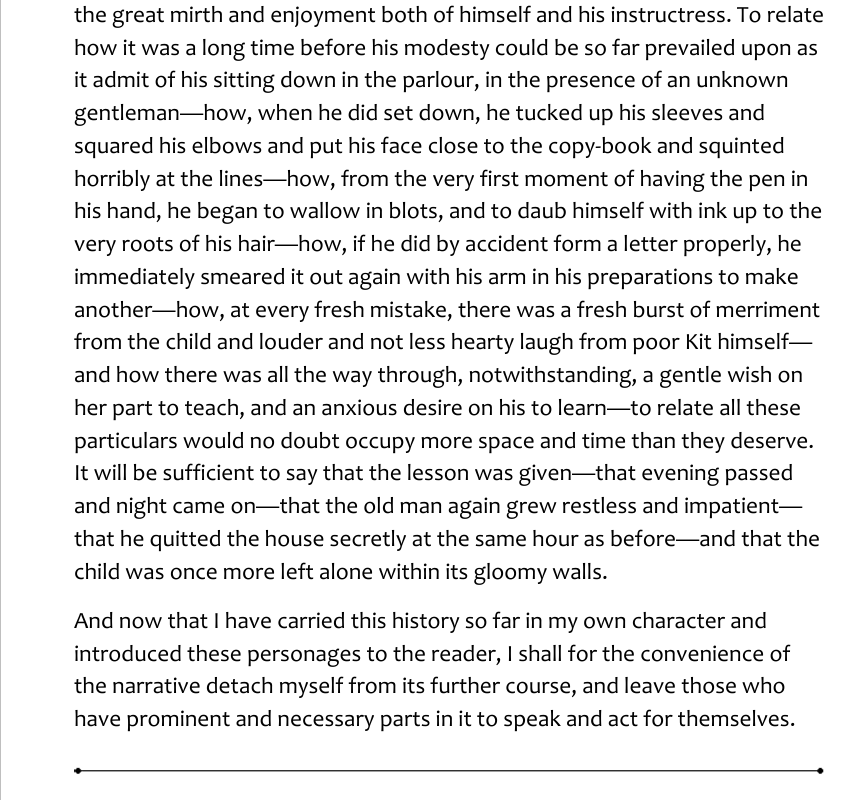 the great mirth and enjoyment both of himself and his instructress. To relate
how it was a long time before his modesty could be so far prevailed upon as
it admit of his sitting down in the parlour, in the presence of an unknown
gentleman—how, when he did set down, he tucked up his sleeves and
squared his elbows and put his face close to the copy-book and squinted
horribly at the lines—how, from the very first moment of having the pen in
his hand, he began to wallow in blots, and to daub himself with ink up to the
very roots of his hair—how, if he did by accident form a letter properly, he
immediately smeared it out again with his arm in his preparations to make
another—how, at every fresh mistake, there was a fresh burst of merriment
from the child and louder and not less hearty laugh from poor Kit himself—
and how there was all the way through, notwithstanding, a gentle wish on
her part to teach, and an anxious desire on his to learn—to relate all these
particulars would no doubt occupy more space and time than they deserve.
It will be sufficient to say that the lesson was given—that evening passed
and night came on—that the old man again grew restless and impatient—
that he quitted the house secretly at the same hour as before—and that the
child was once more left alone within its gloomy walls.
And now that I have carried this history so far in my own character and
introduced these personages to the reader, I shall for the convenience of
the narrative detach myself from its further course, and leave those who
have prominent and necessary parts in it to speak and act for themselves.